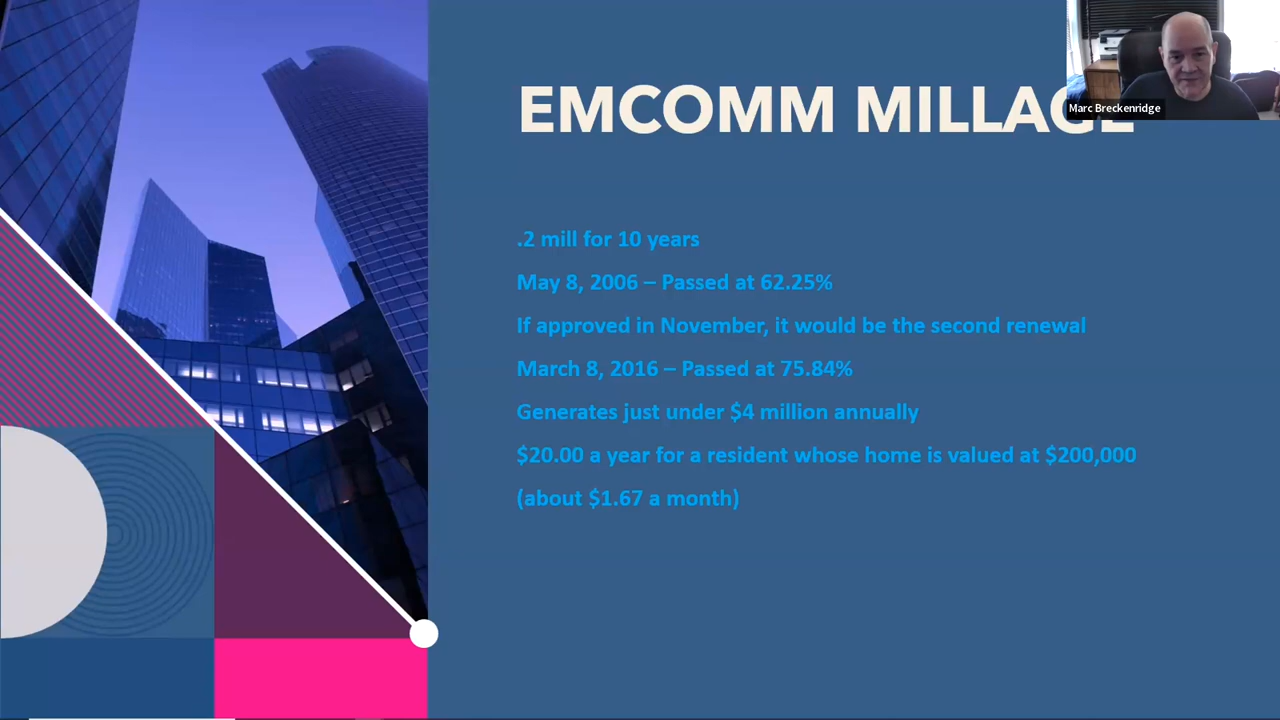 EMCOMM MILLAGE
Marc Breckenridge
.2 mill for 10 years
May 8, 2006 – Passed at 62.25%
If approved in November, it would be the second renewal
March 8, 2016 – Passed at 75.84%
Generates just under $4 million annually
$20.00 a year for a resident whose home is valued at $200,000
(about $1.67 a month)